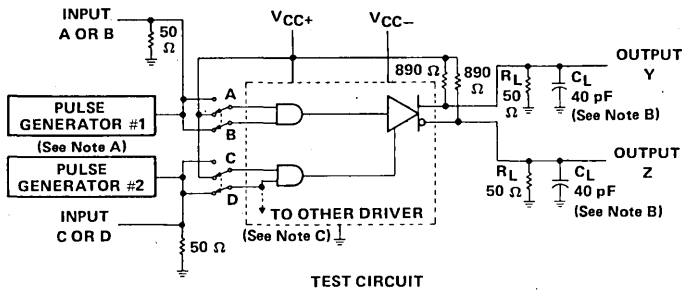 INPUT
A OR B
50
Ω
VCC+
VCC−
890 Ω
890
Ω
RL
50
Ω
CL
40 pF
(See Note B)
OUTPUT
Y
PULSE
GENERATOR #1
(See Note A)
A
B
PULSE
GENERATOR #2
C
D
INPUT
C OR D
50 Ω
TO OTHER DRIVER
(See Note C)
RL
50 Ω
CL
40 pF
(See Note B)
OUTPUT
Z
TEST CIRCUIT